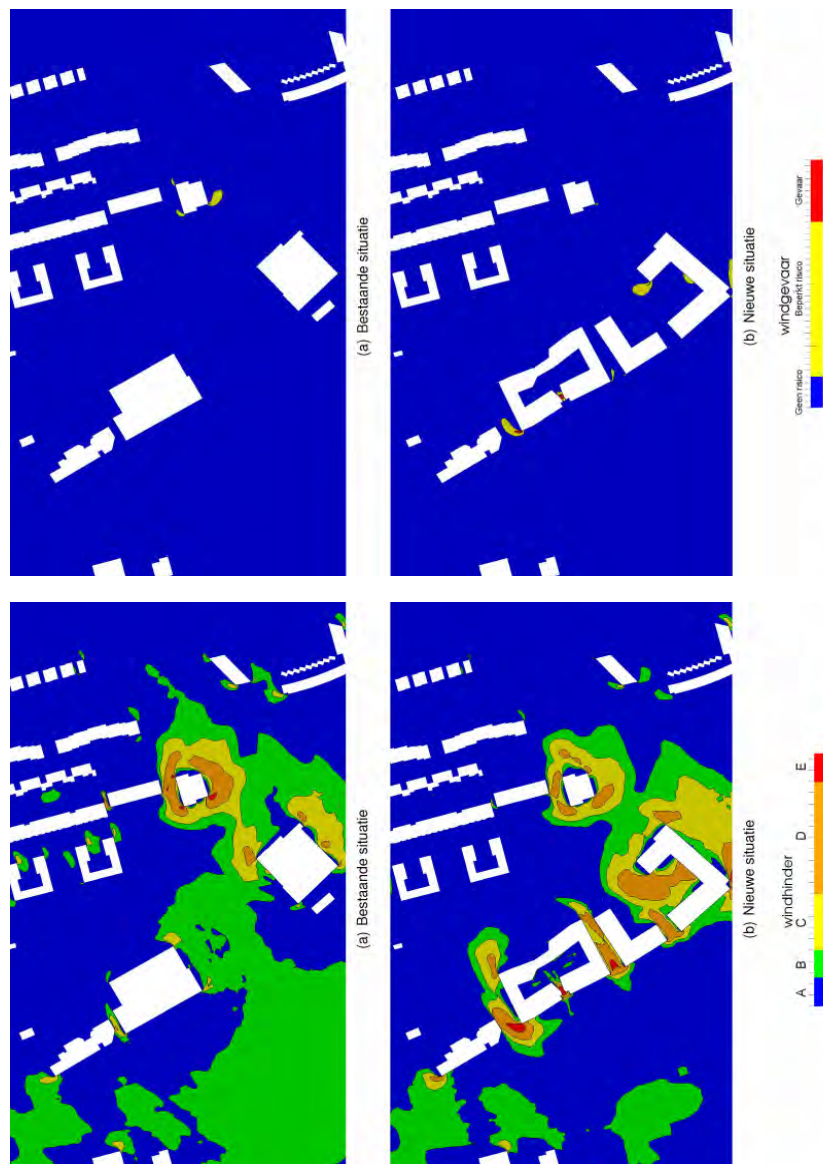 (a) Bestaande situatie
(b) Nieuwe situatie
Geen risico Beperkt risico Gevaar
windgevaar
(a) Bestaande situatie
(b) Nieuwe situatie
A B C D E
windhinder